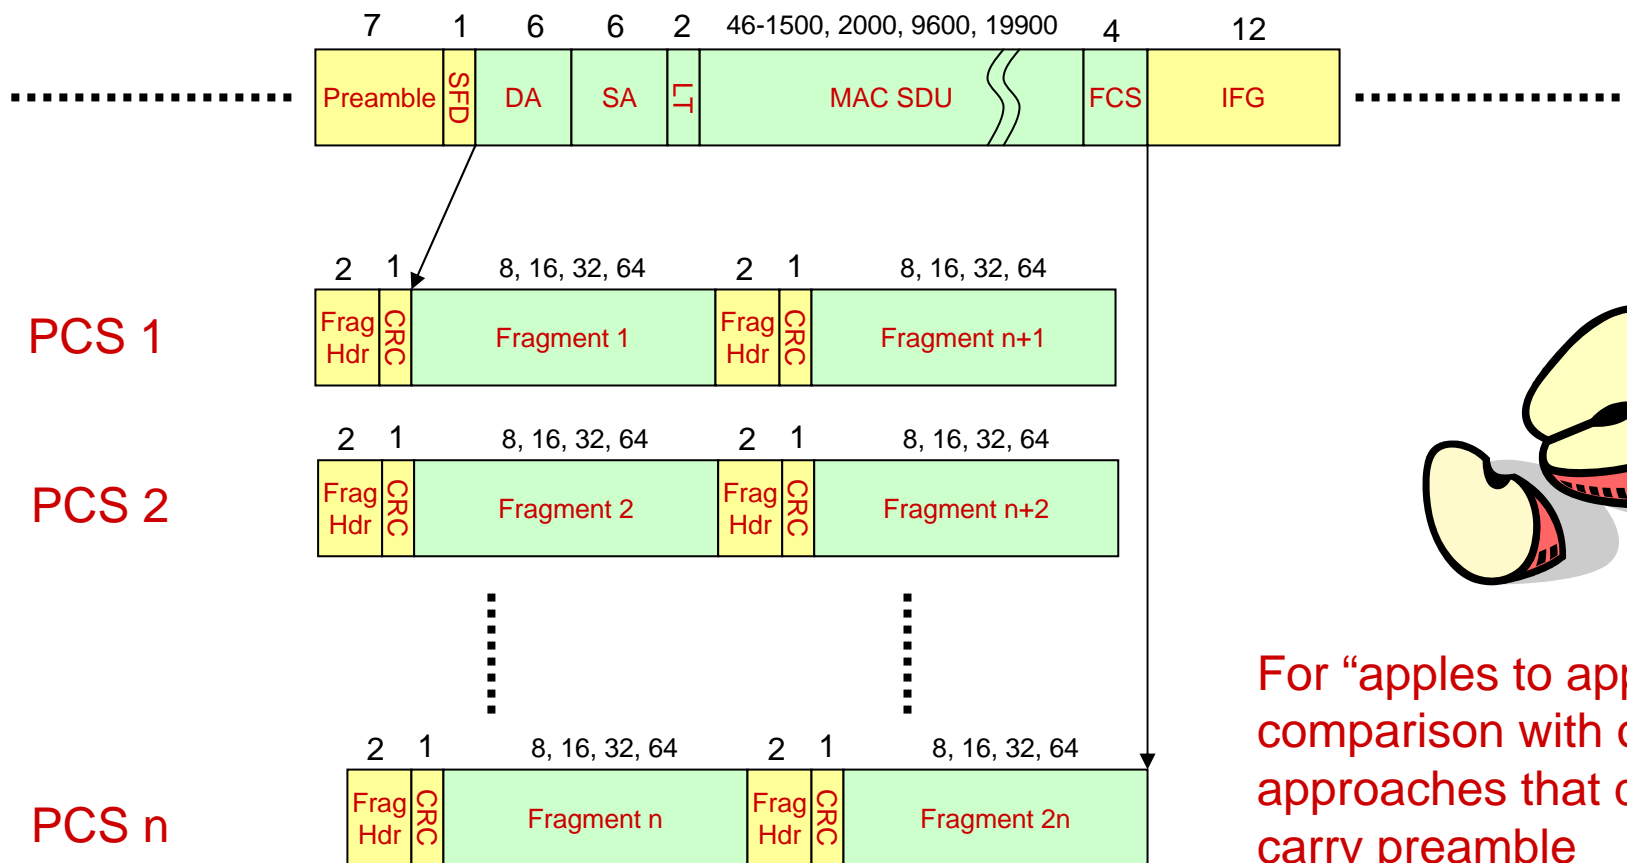 7 1 6 6 2 46-1500, 2000, 9600, 19900 4 12
Preamble SFD DA SA LT MAC SDU FCS IFG
2 1 8, 16, 32, 64 2 1 8, 16, 32, 64
PCS 1
Frag Hdr CRC Fragment 1 Frag Hdr CRC Fragment n+1
2 1 8, 16, 32, 64 2 1 8, 16, 32, 64
PCS 2
Frag Hdr CRC Fragment 2 Frag Hdr CRC Fragment n+2
2 1 8, 16, 32, 64 2 1 8, 16, 32, 64
PCS n
Frag Hdr CRC Fragment n Frag Hdr CRC Fragment 2n
For “apples to
comparison with
approaches that
carry preamble